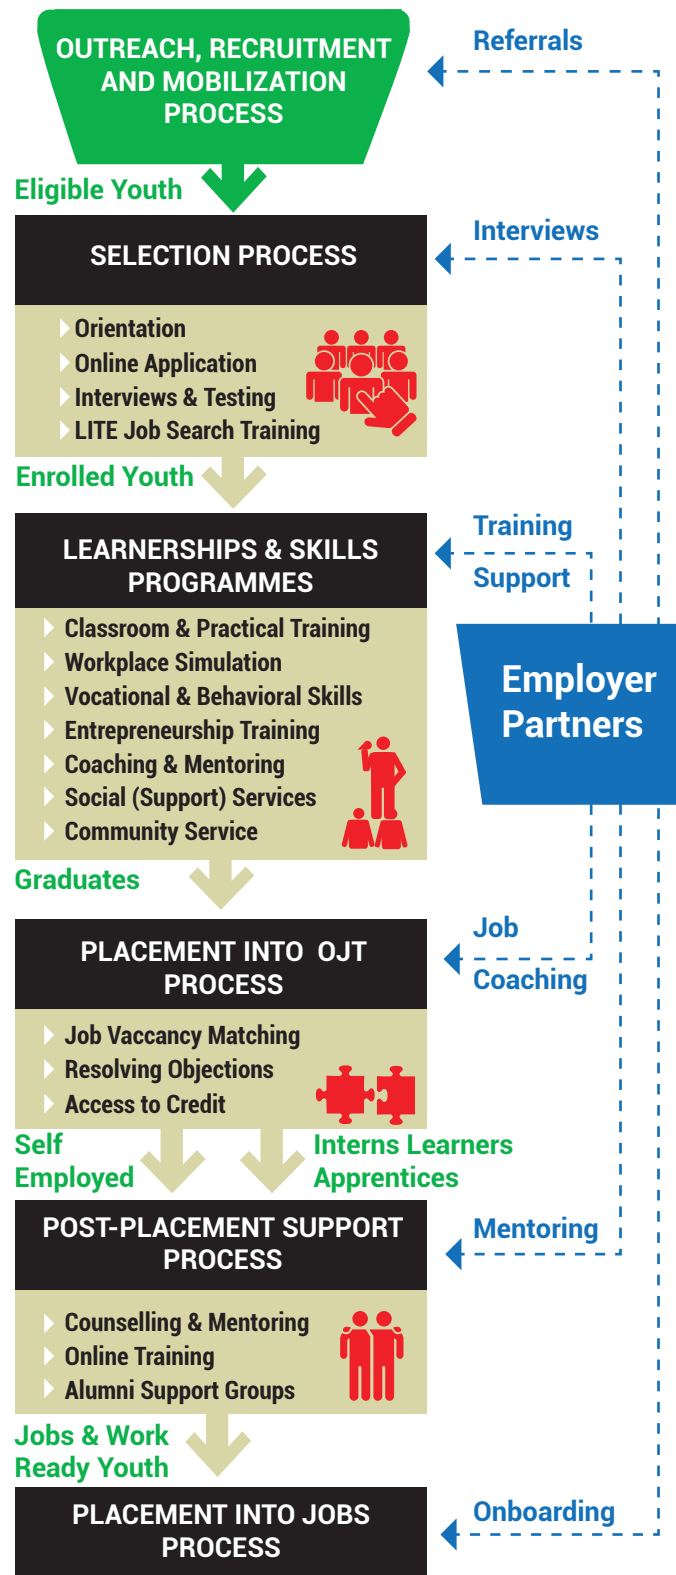 OUTREACH, RECRUITMENT
AND MOBILIZATION
PROCESS
Referrals
Eligible Youth
SELECTION PROCESS
Interviews
Orientation
Online Application
Interviews & Testing
LITE Job Search Training
Enrolled Youth
LEARNERSHIPS & SKILLS
PROGRAMMES
Training
Support
Classroom & Practical Training
Workplace Simulation
Vocational & Behavioral Skills
Entrepreneurship Training
Coaching & Mentoring
Social (Support) Services
Community Service
Employer
Partners
Graduates
PLACEMENT INTO OJT
PROCESS
Job
Coaching
Job Vaccancy Matching
Resolving Objections
Access to Credit
Self
Employed
Interns Learners
Apprentices
POST-PLACEMENT SUPPORT
PROCESS
Mentoring
Counselling & Mentoring
Online Training
Alumni Support Groups
Jobs & Work
Ready Youth
PLACEMENT INTO JOBS
PROCESS
Onboarding